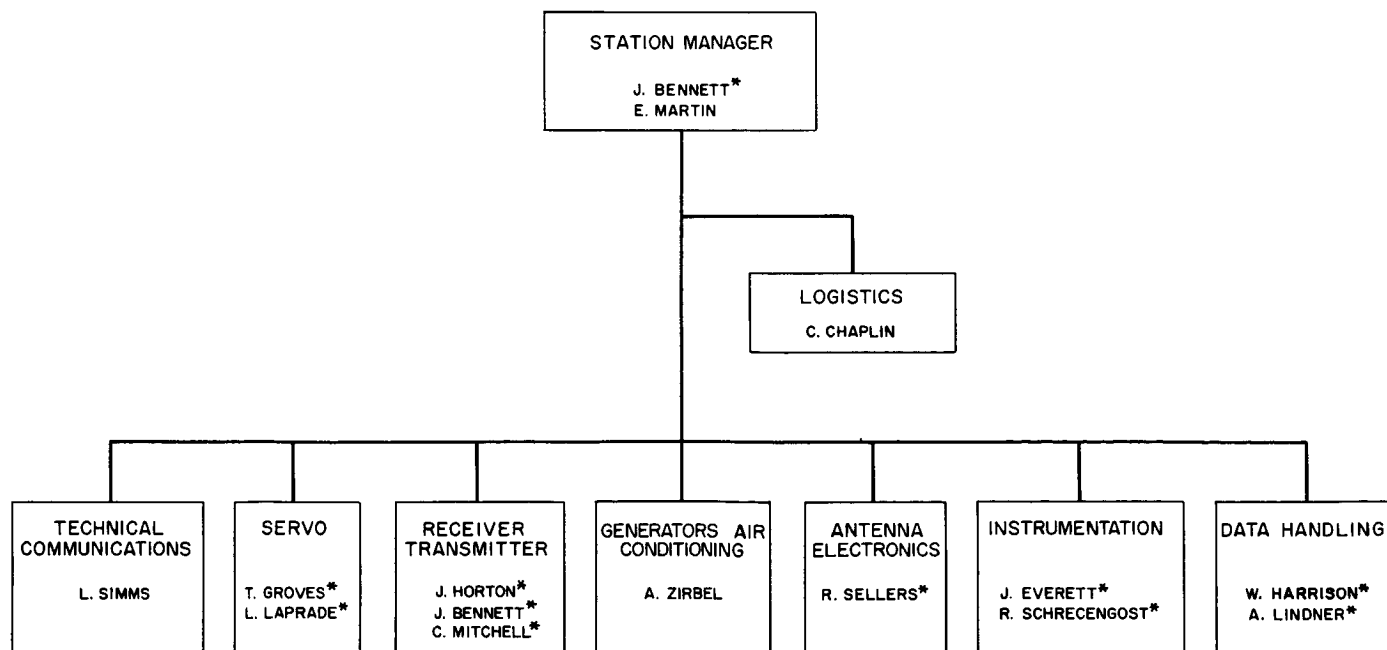 STATION MANAGER
J. BENNETT*
E. MARTIN
LOGISTICS
C. CHAPLIN
TECHNICAL
COMMUNICATIONS
L. SIMMS
SERVO
T. GROVES*
L. LAPRADE*
RECEIVER
TRANSMITTER
J. HORTON*
J. BENNETT*
C. MITCHELL*
GENERATORS AIR
CONDITIONING
A. ZIRBEL
ANTENNA
ELECTRONICS
R. SELLERS*
INSTRUMENTATION
J. EVERETT*
R. SCHRECENGOST*
DATA HANDLING
W. HARRISON*
A. LINDNER*